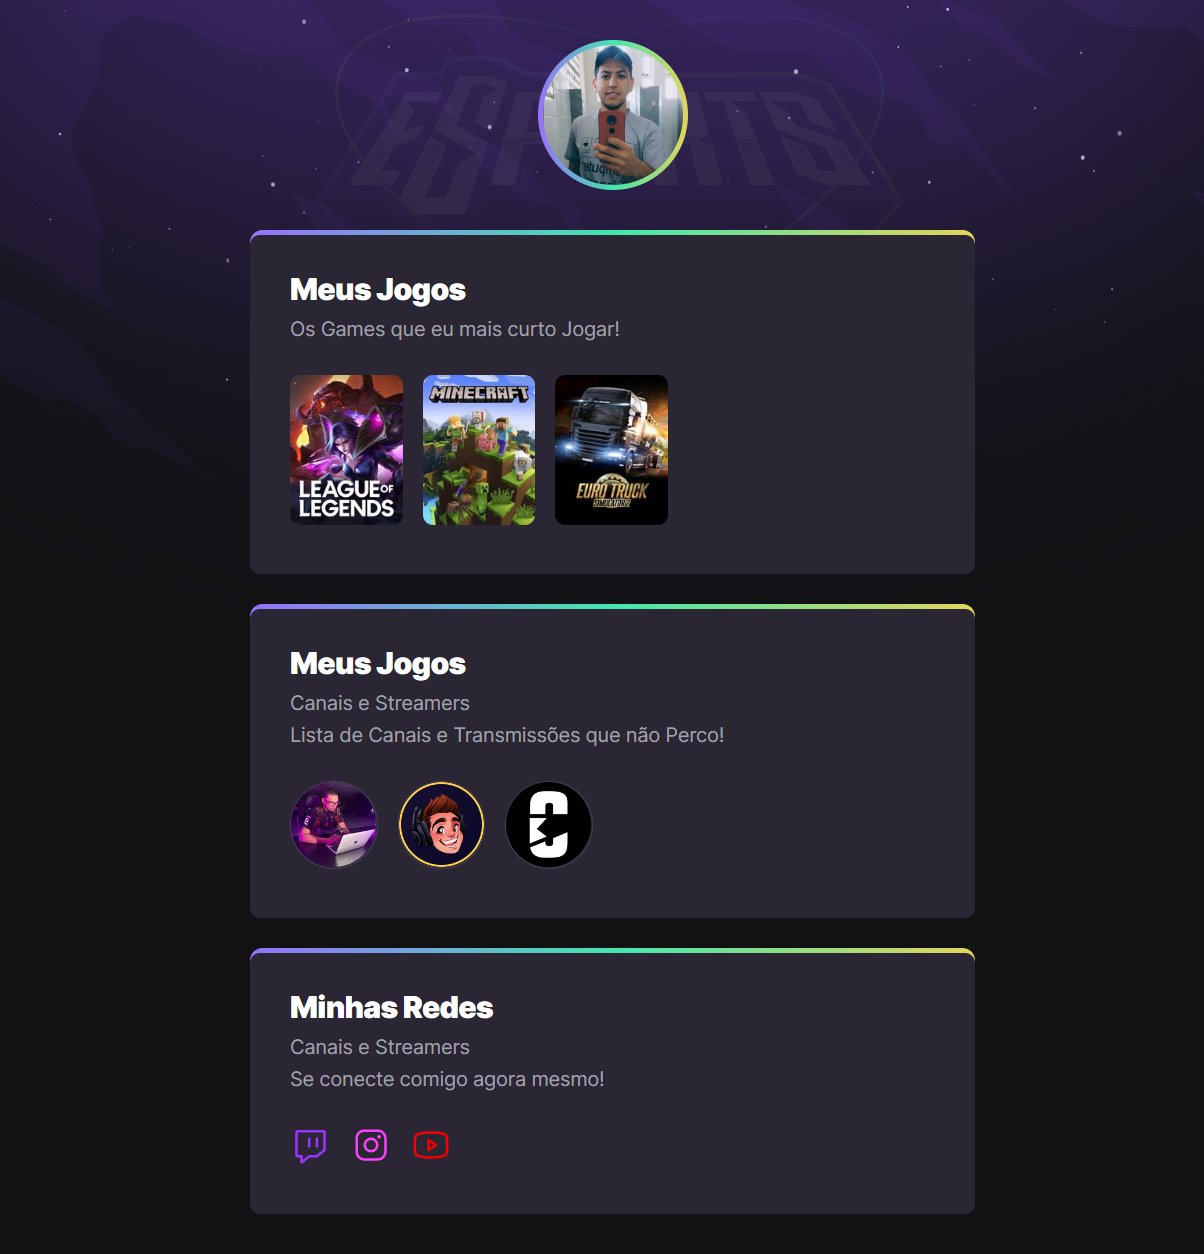 ESPORTS
Meus Jogos
Os Games que eu mais curto Jogar!
LEAGUE OF
LEGENDS
MINECRAFT
EURO TRUCK
SIMULATOR 2
Meus Jogos
Canais e Streamers
Lista de Canais e Transmissões que não Perco!
Minhas Redes
Canais e Streamers
Se conecte comigo agora mesmo!